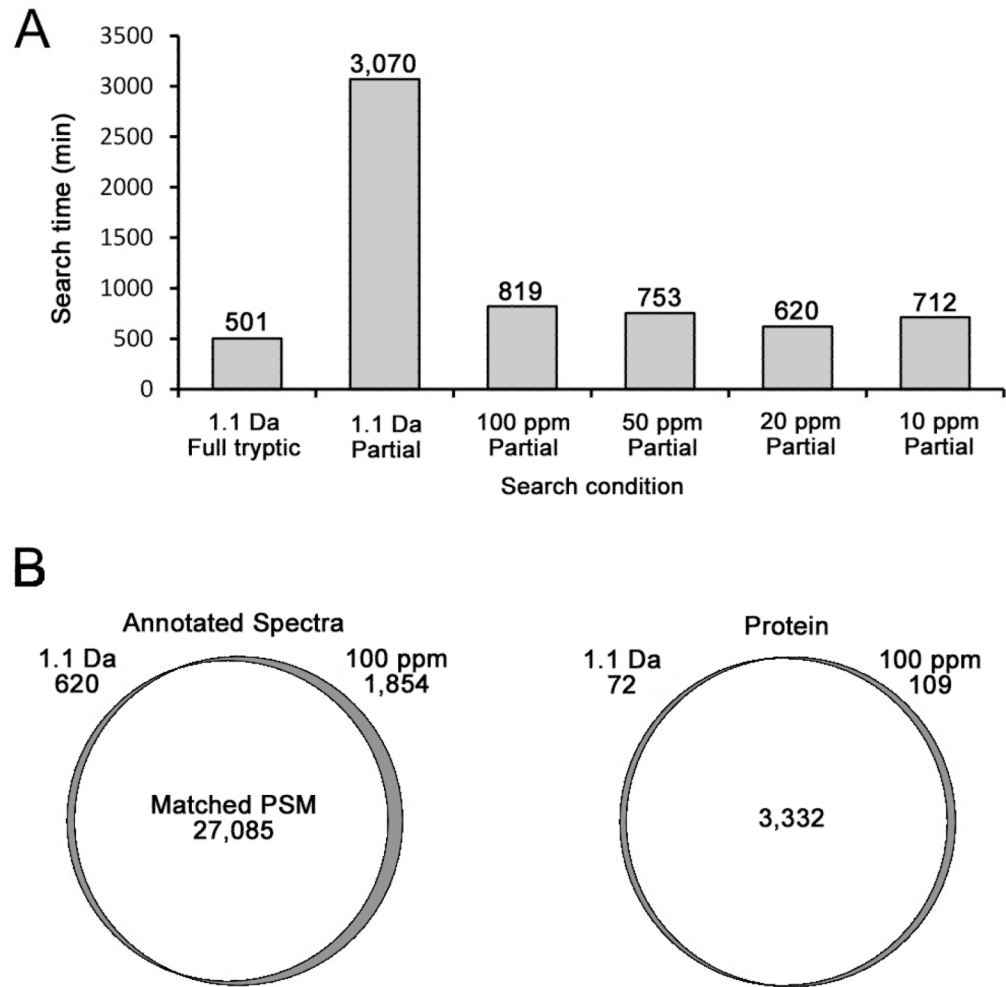 A
3500
3000
2500
2000
1500
1000
500
0
Search time (min)
501
3,070
819
753
620
712
1.1 Da
Full tryptic
1.1 Da
Partial
100 ppm
Partial
50 ppm
Partial
20 ppm
Partial
10 ppm
Partial
Search condition
B
Annotated Spectra
1.1 Da
620
100 ppm
1,854
Matched PSM
27,085
Protein
1.1 Da
72
100 ppm
109
3,332